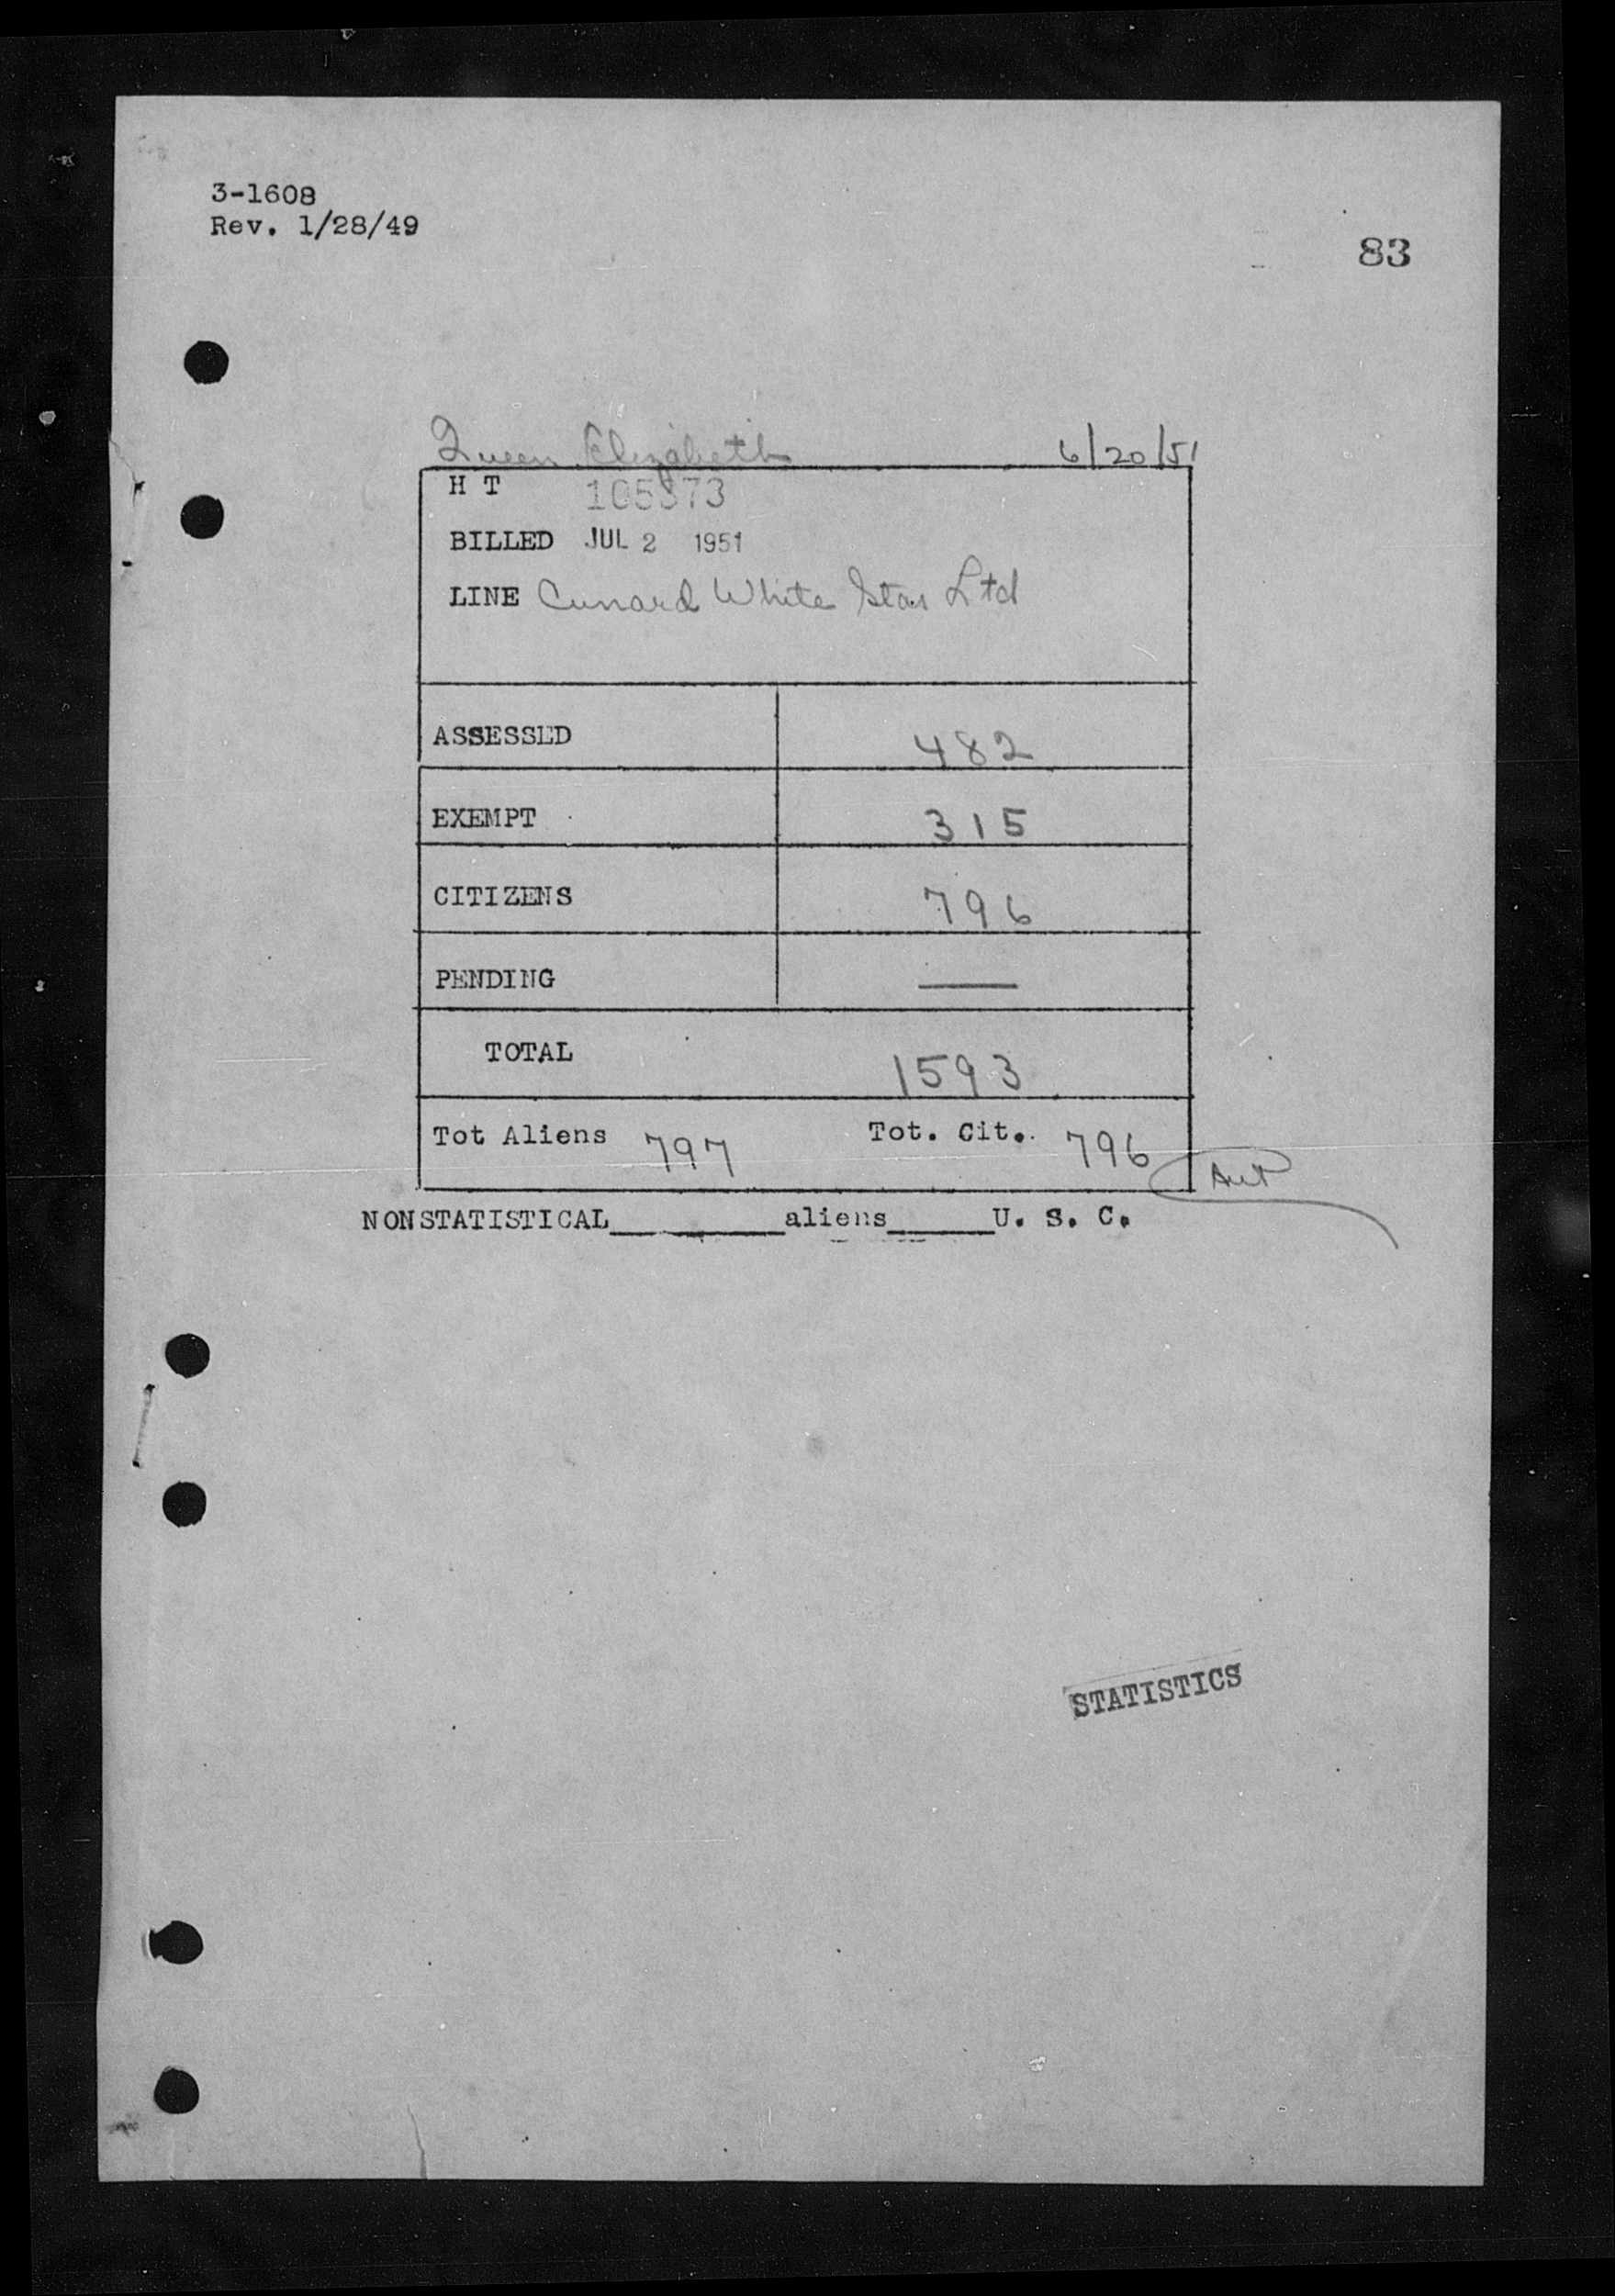 3-1608
Rev. 1/28/49
83
Queen Elizabeth 6/20/51
H T 105373
BILLED JUL 2 1951
LINE Cunard White Star Ltd
ASSESSED 482
EXEMPT 315
CITIZENS 796
PENDING —
TOTAL 1593
Tot Aliens 797 Tot. Cit. 796
NONSTATISTICAL______aliens____U. S. C.
STATISTICS